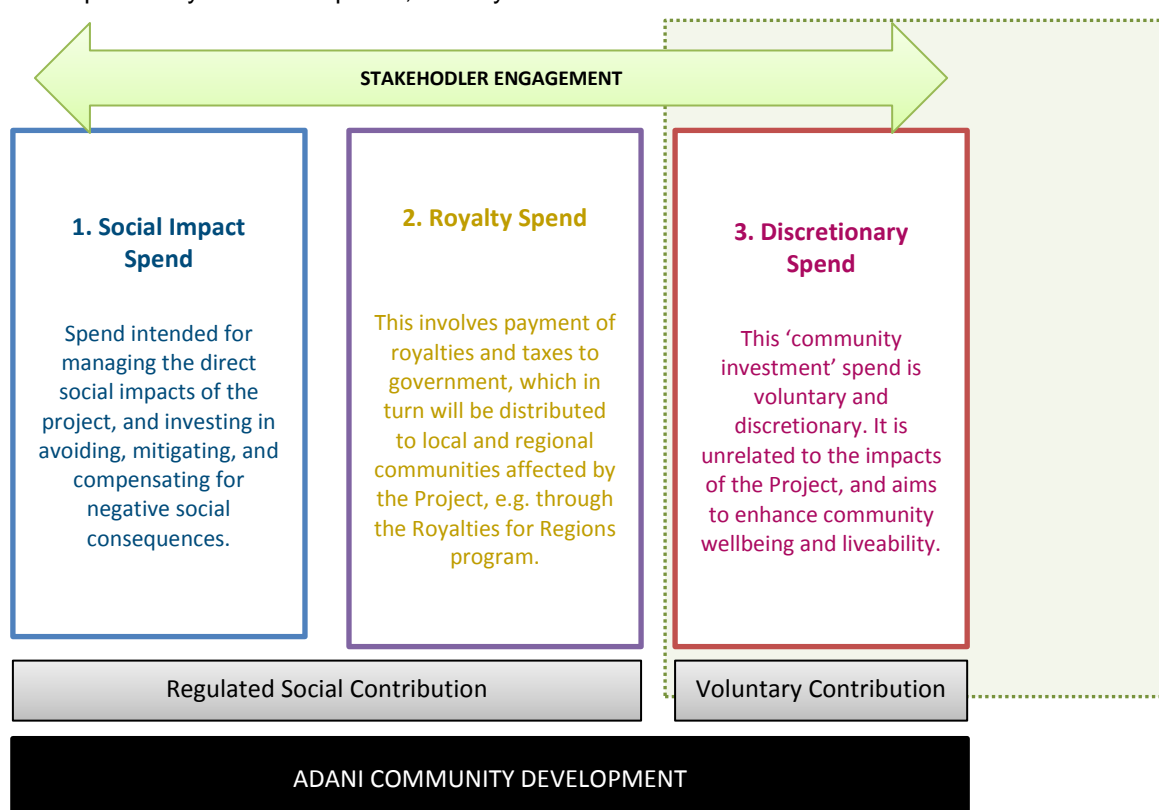 STAKEHODLER ENGAGEMENT
1. Social Impact
Spend
Spend intended for
managing the direct
social impacts of the
project, and investing in
avoiding, mitigating, and
compensating for
negative social
consequences.
2. Royalty Spend
This involves payment of
royalties and taxes to
government, which in
turn will be distributed
to local and regional
communities affected by
the Project, e.g. through
the Royalties for Regions
program.
3. Discretionary
Spend
This ‘community
investment’ spend is
voluntary and
discretionary. It is
unrelated to the impacts
of the Project, and aims
to enhance community
wellbeing and liveability.
Regulated Social Contribution
Voluntary Contribution
ADANI COMMUNITY DEVELOPMENT